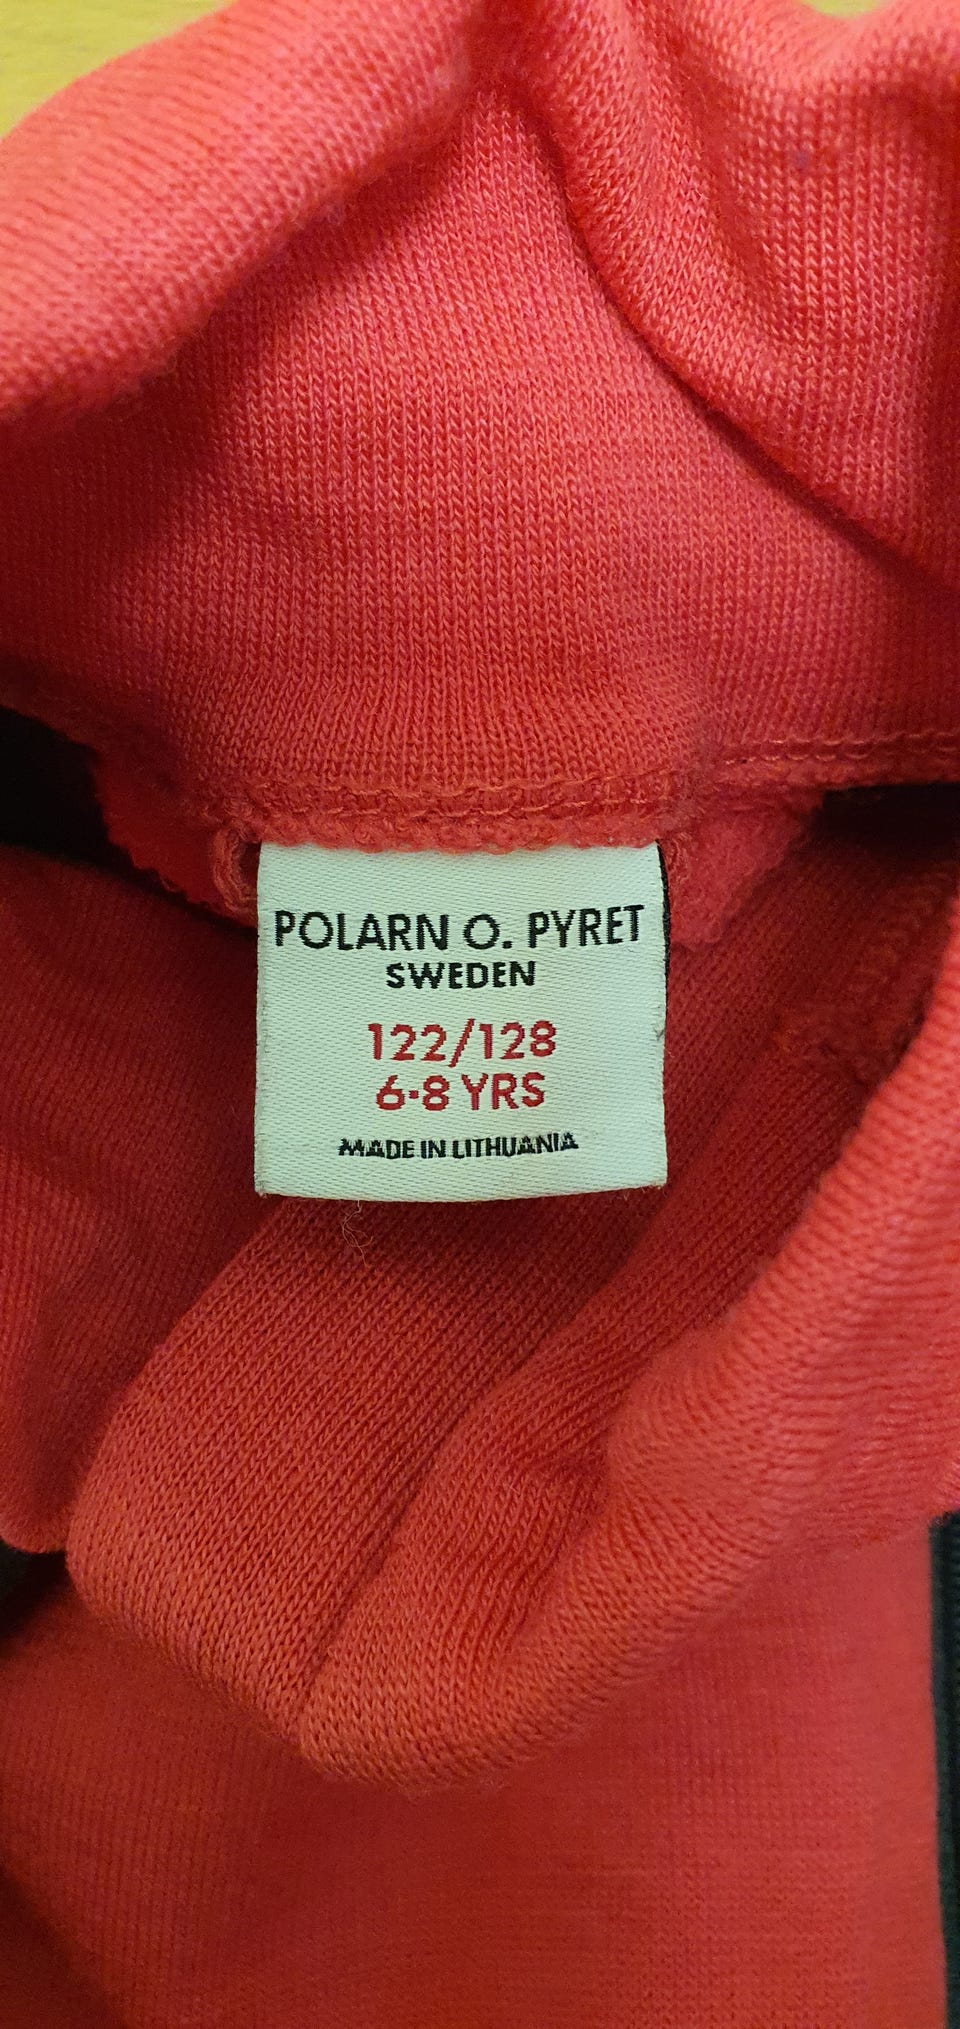 POLARN O. PYRET
SWEDEN
122/128
6-8 YRS
MADE IN LITHUANIA